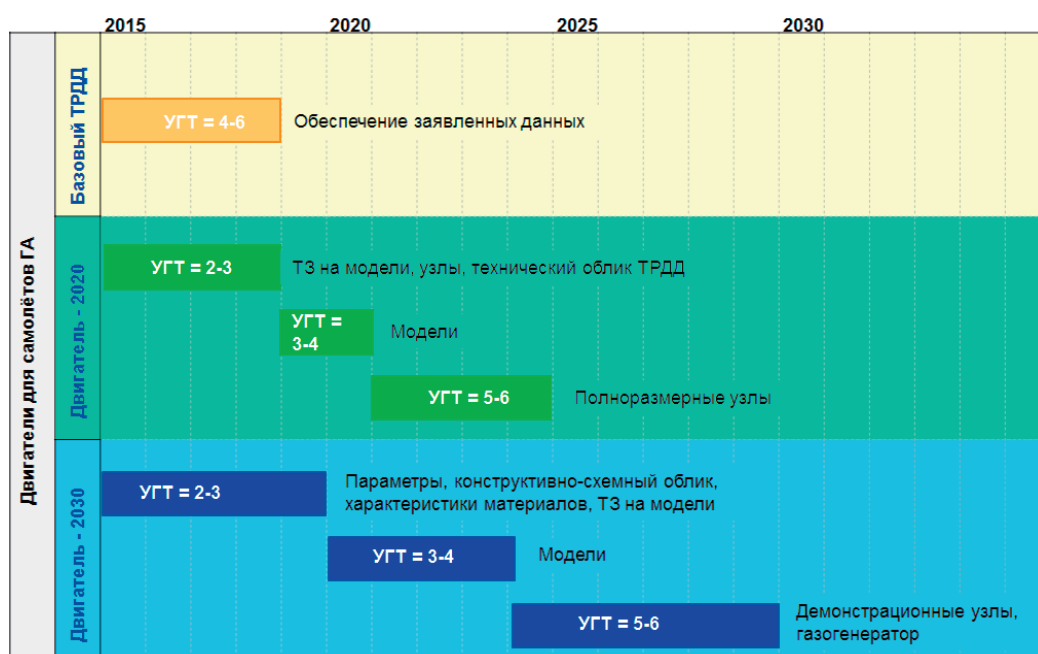 2015 2020 2025 2030
Двигатели для самолётов ГА
Базовый ТРДД
УГТ = 4-6
Обеспечение заявленных данных
Двигатель - 2020
УГТ = 2-3
ТЗ на модели, узлы, технический облик ТРДД
УГТ =
3-4
Модели
УГТ = 5-6
Полноразмерные узлы
Двигатель - 2030
УГТ = 2-3
Параметры, конструктивно-схемный облик,
характеристики материалов, ТЗ на модели
УГТ = 3-4
Модели
УГТ = 5-6
Демонстрационные узлы,
газогенератор